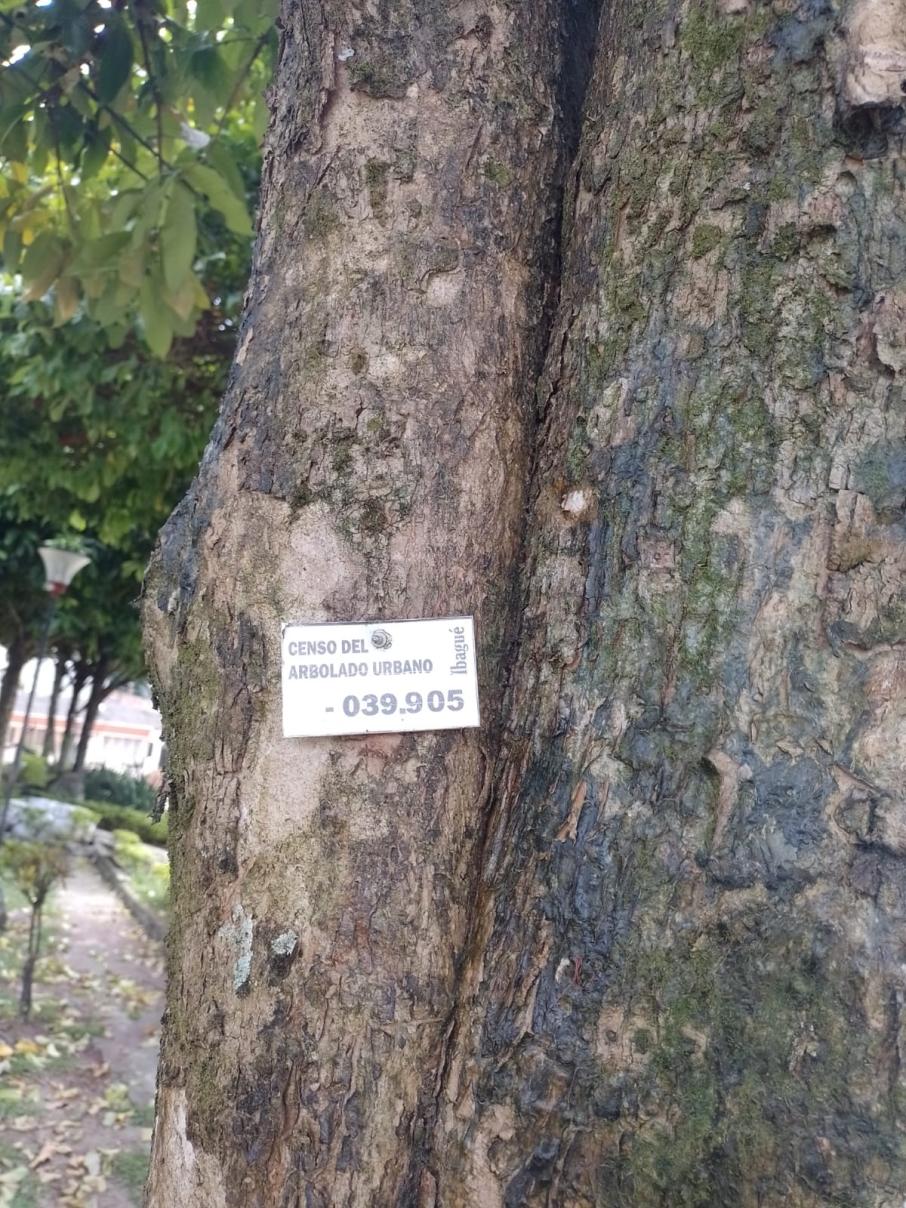 CENSO DEL
ARBOLADO URBANO
- 039.905
Ibagué